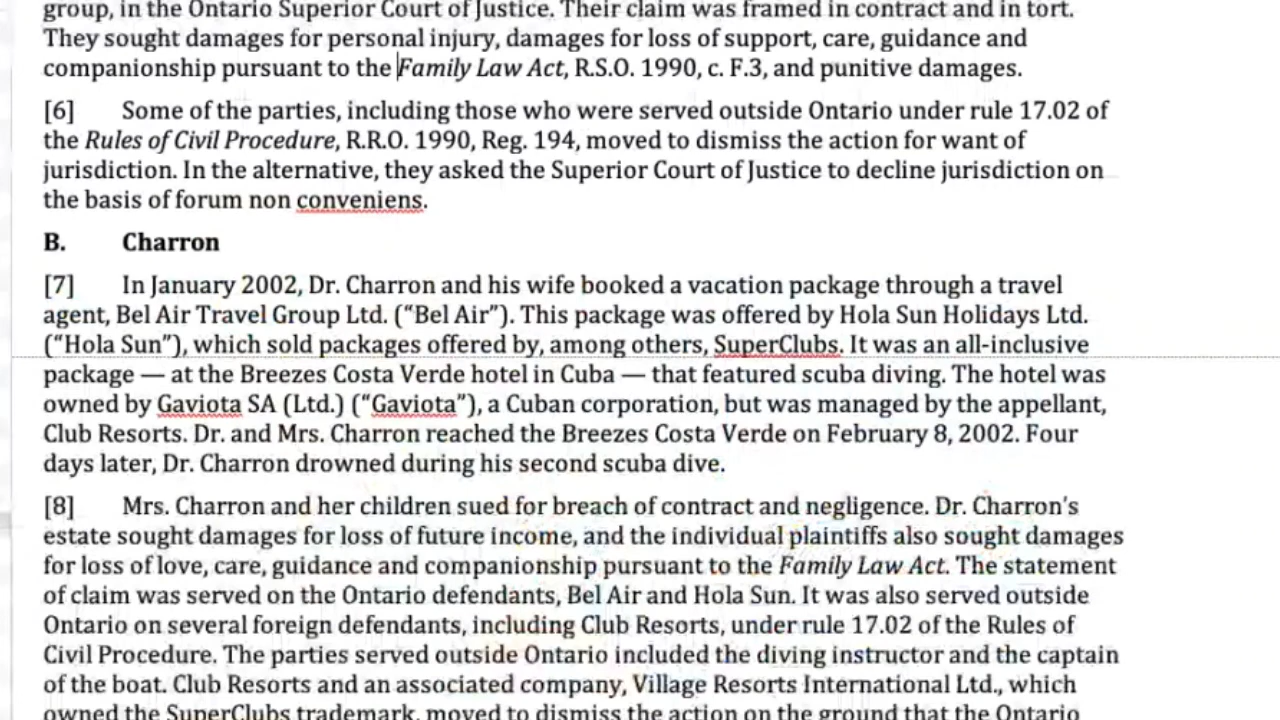 group, in the Ontario Superior Court of Justice. Their claim was framed in contract and in tort.
They sought damages for personal injury, damages for loss of support, care, guidance and
companionship pursuant to the Family Law Act, R.S.O. 1990, c. F.3, and punitive damages.
[6] Some of the parties, including those who were served outside Ontario under rule 17.02 of
the Rules of Civil Procedure, R.R.O. 1990, Reg. 194, moved to dismiss the action for want of
jurisdiction. In the alternative, they asked the Superior Court of Justice to decline jurisdiction on
the basis of forum non conveniens.
B. Charron
[7] In January 2002, Dr. Charron and his wife booked a vacation package through a travel
agent, Bel Air Travel Group Ltd. (“Bel Air”). This package was offered by Hola Sun Holidays Ltd.
(“Hola Sun”), which sold packages offered by, among others, SuperClubs. It was an all-inclusive
package — at the Breezes Costa Verde hotel in Cuba — that featured scuba diving. The hotel was
owned by Gaviota SA (Ltd.) (“Gaviota”), a Cuban corporation, but was managed by the appellant,
Club Resorts. Dr. and Mrs. Charron reached the Breezes Costa Verde on February 8, 2002. Four
days later, Dr. Charron drowned during his second scuba dive.
[8] Mrs. Charron and her children sued for breach of contract and negligence. Dr. Charron’s
estate sought damages for loss of future income, and the individual plaintiffs also sought damages
for loss of love, care, guidance and companionship pursuant to the Family Law Act. The statement
of claim was served on the Ontario defendants, Bel Air and Hola Sun. It was also served outside
Ontario on several foreign defendants, including Club Resorts, under rule 17.02 of the Rules of
Civil Procedure. The parties served outside Ontario included the diving instructor and the captain
of the boat. Club Resorts and an associated company, Village Resorts International Ltd., which
owned the SuperClubs trademark, moved to dismiss the action on the ground that the Ontario